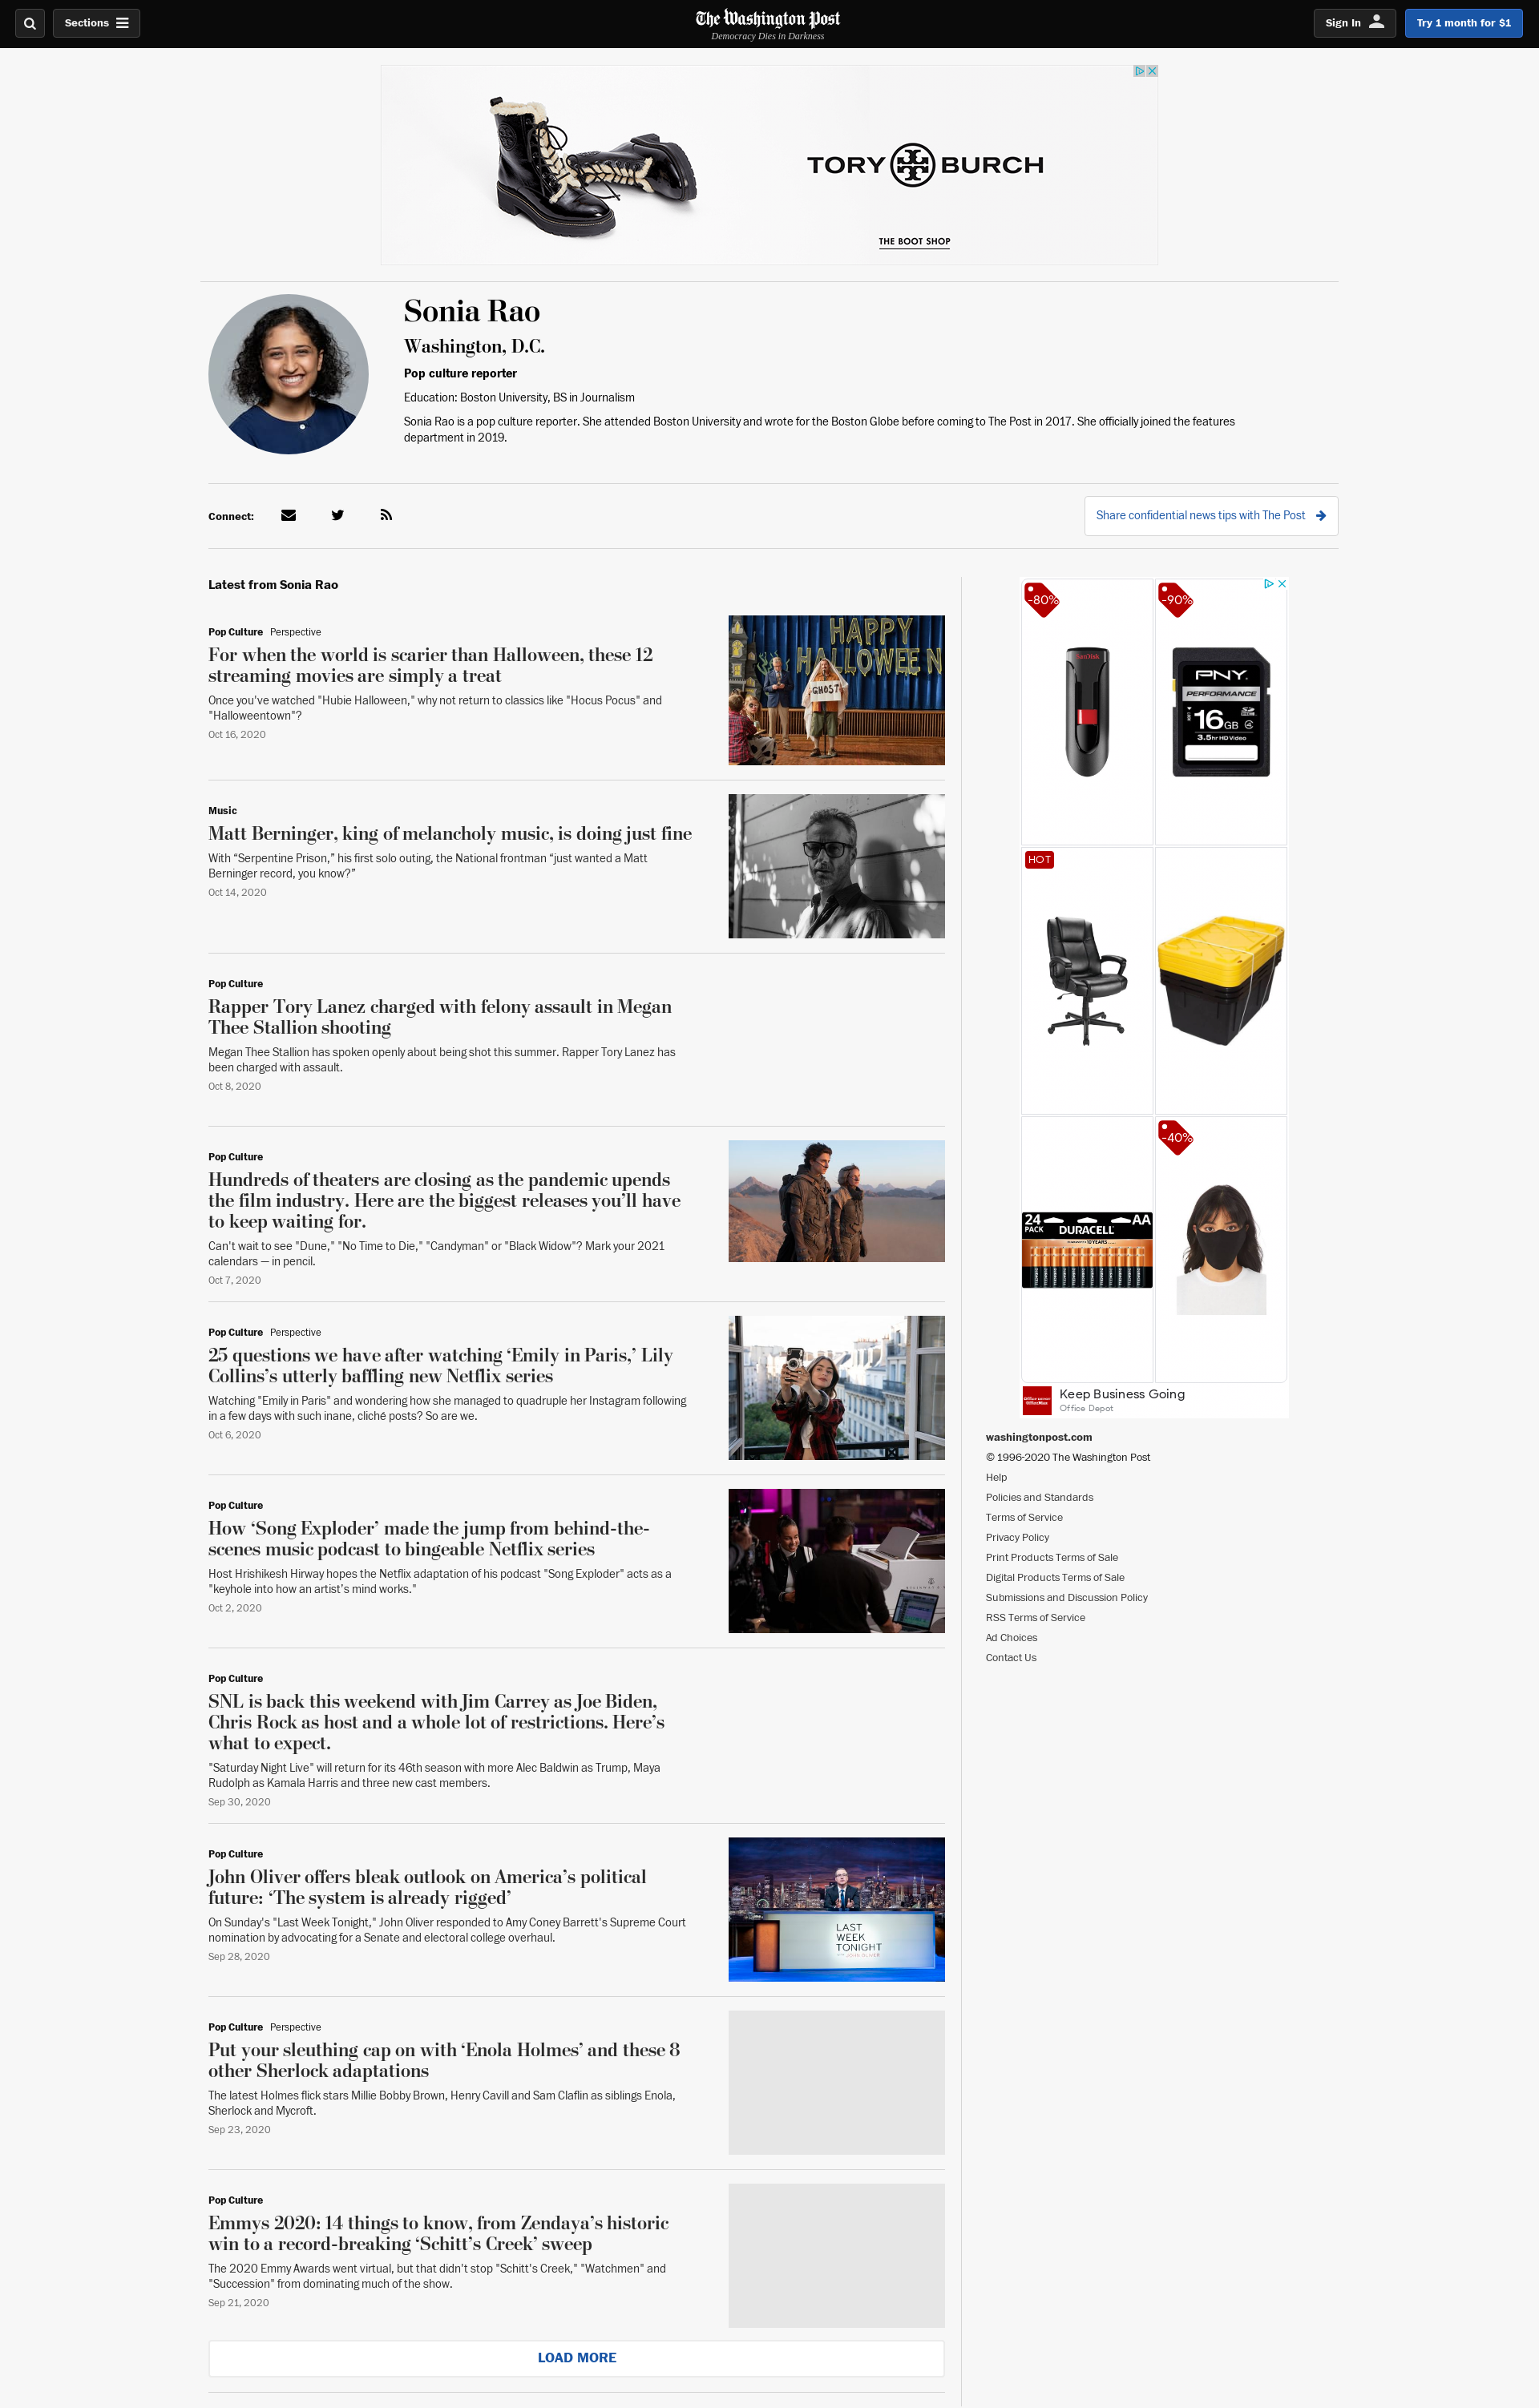 Sections
The Washington Post
Democracy Dies in Darkness
Sign In
Try 1 month for $1
TORY BURCH
THE BOOT SHOP
Sonia Rao
Washington, D.C.
Pop culture reporter
Education: Boston University, BS in Journalism
Sonia Rao is a pop culture reporter. She attended Boston University and wrote for the Boston Globe before coming to The Post in 2017. She officially joined the features
department in 2019.
Connect:
Share confidential news tips with The Post
Latest from Sonia Rao
Pop Culture Perspective
For when the world is scarier than Halloween, these 12
streaming movies are simply a treat
Once you've watched "Hubie Halloween," why not return to classics like "Hocus Pocus" and
"Halloweentown"?
Oct 16, 2020
HAPPY
HALLOWEEN
GHOST
Music
Matt Berninger, king of melancholy music, is doing just fine
With “Serpentine Prison,” his first solo outing, the National frontman “just wanted a Matt
Berninger record, you know?”
Oct 14, 2020
Pop Culture
Rapper Tory Lanez charged with felony assault in Megan
Thee Stallion shooting
Megan Thee Stallion has spoken openly about being shot this summer. Rapper Tory Lanez has
been charged with assault.
Oct 8, 2020
Pop Culture
Hundreds of theaters are closing as the pandemic upends
the film industry. Here are the biggest releases you’ll have
to keep waiting for.
Can't wait to see "Dune," "No Time to Die," "Candyman" or "Black Widow"? Mark your 2021
calendars — in pencil.
Oct 7, 2020
Pop Culture Perspective
25 questions we have after watching ‘Emily in Paris,’ Lily
Collins’s utterly baffling new Netflix series
Watching "Emily in Paris" and wondering how she managed to quadruple her Instagram following
in a few days with such inane, cliché posts? So are we.
Oct 6, 2020
Pop Culture
How ‘Song Exploder’ made the jump from behind-the-
scenes music podcast to bingeable Netflix series
Host Hrishikesh Hirway hopes the Netflix adaptation of his podcast "Song Exploder" acts as a
"keyhole into how an artist’s mind works."
Oct 2, 2020
Pop Culture
SNL is back this weekend with Jim Carrey as Joe Biden,
Chris Rock as host and a whole lot of restrictions. Here’s
what to expect.
"Saturday Night Live" will return for its 46th season with more Alec Baldwin as Trump, Maya
Rudolph as Kamala Harris and three new cast members.
Sep 30, 2020
Pop Culture
John Oliver offers bleak outlook on America’s political
future: ‘The system is already rigged’
On Sunday's "Last Week Tonight," John Oliver responded to Amy Coney Barrett's Supreme Court
nomination by advocating for a Senate and electoral college overhaul.
Sep 28, 2020
LAST
WEEK
TONIGHT
Pop Culture Perspective
Put your sleuthing cap on with ‘Enola Holmes’ and these 8
other Sherlock adaptations
The latest Holmes flick stars Millie Bobby Brown, Henry Cavill and Sam Claflin as siblings Enola,
Sherlock and Mycroft.
Sep 23, 2020
Pop Culture
Emmys 2020: 14 things to know, from Zendaya’s historic
win to a record-breaking ‘Schitt’s Creek’ sweep
The 2020 Emmy Awards went virtual, but that didn't stop "Schitt's Creek," "Watchmen" and
"Succession" from dominating much of the show.
Sep 21, 2020
LOAD MORE
-80%
-90%
SanDisk
PNY
PERFORMANCE
16GB
3.5hr HD Video
HOT
-40%
24
PACK
AA
DURACELL
Keep Business Going
Office Depot
washingtonpost.com
© 1996-2020 The Washington Post
Help
Policies and Standards
Terms of Service
Privacy Policy
Print Products Terms of Sale
Digital Products Terms of Sale
Submissions and Discussion Policy
RSS Terms of Service
Ad Choices
Contact Us